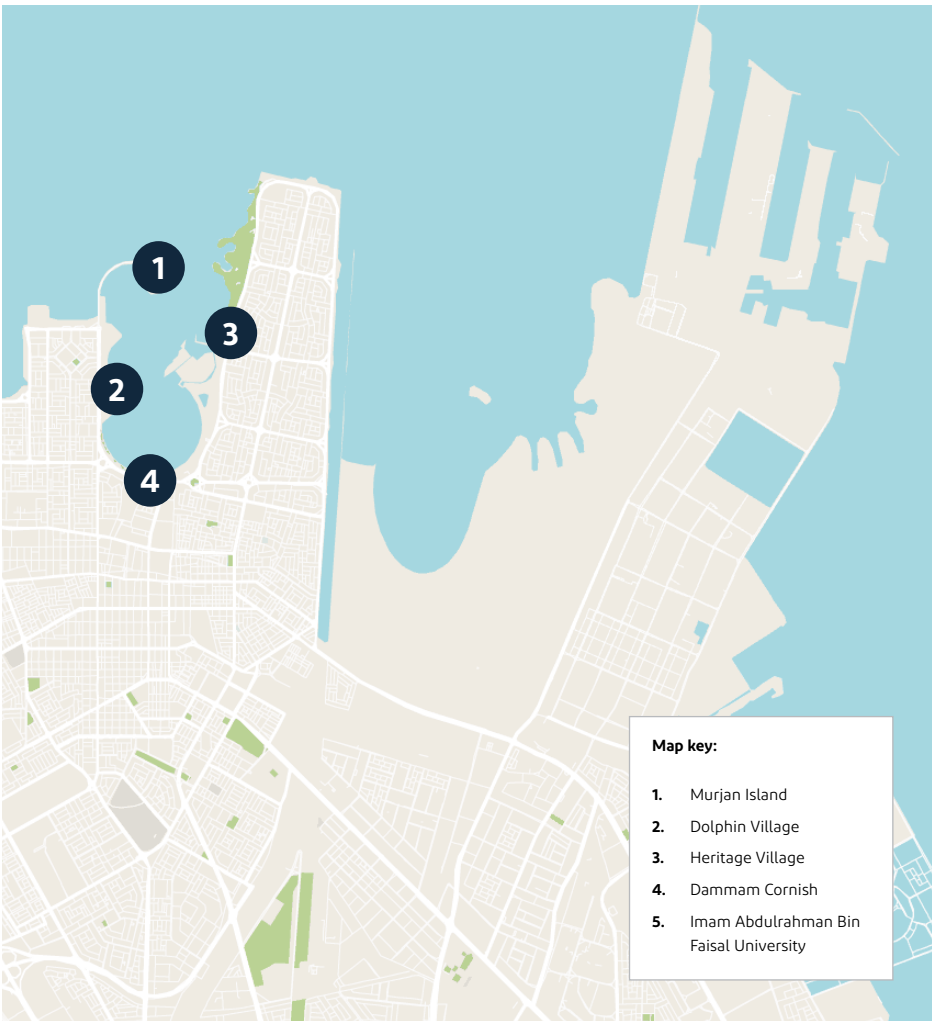 1
3
2
4
Map key:
1. Murjan Island
2. Dolphin Village
3. Heritage Village
4. Dammam Cornish
5. Imam Abdulrahman Bin
Faisal University